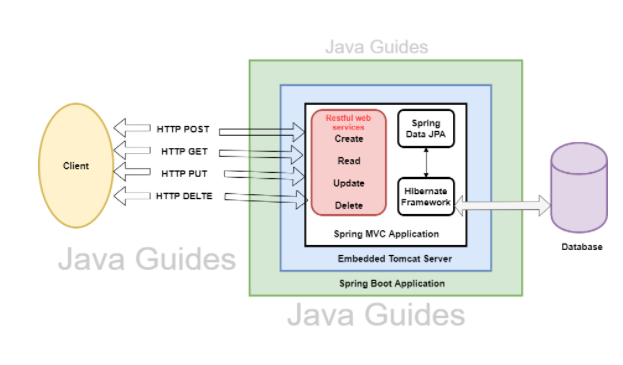 Java Guides
Restful web
services
Create
Read
Update
Delete
Spring
Data JPA
Hibernate
Framework
Spring MVC Application
Embedded Tomcat Server
Spring Boot Application
Client
HTTP POST
HTTP GET
HTTP PUT
HTTP DELTE
Database
Java Guides
Java Guides